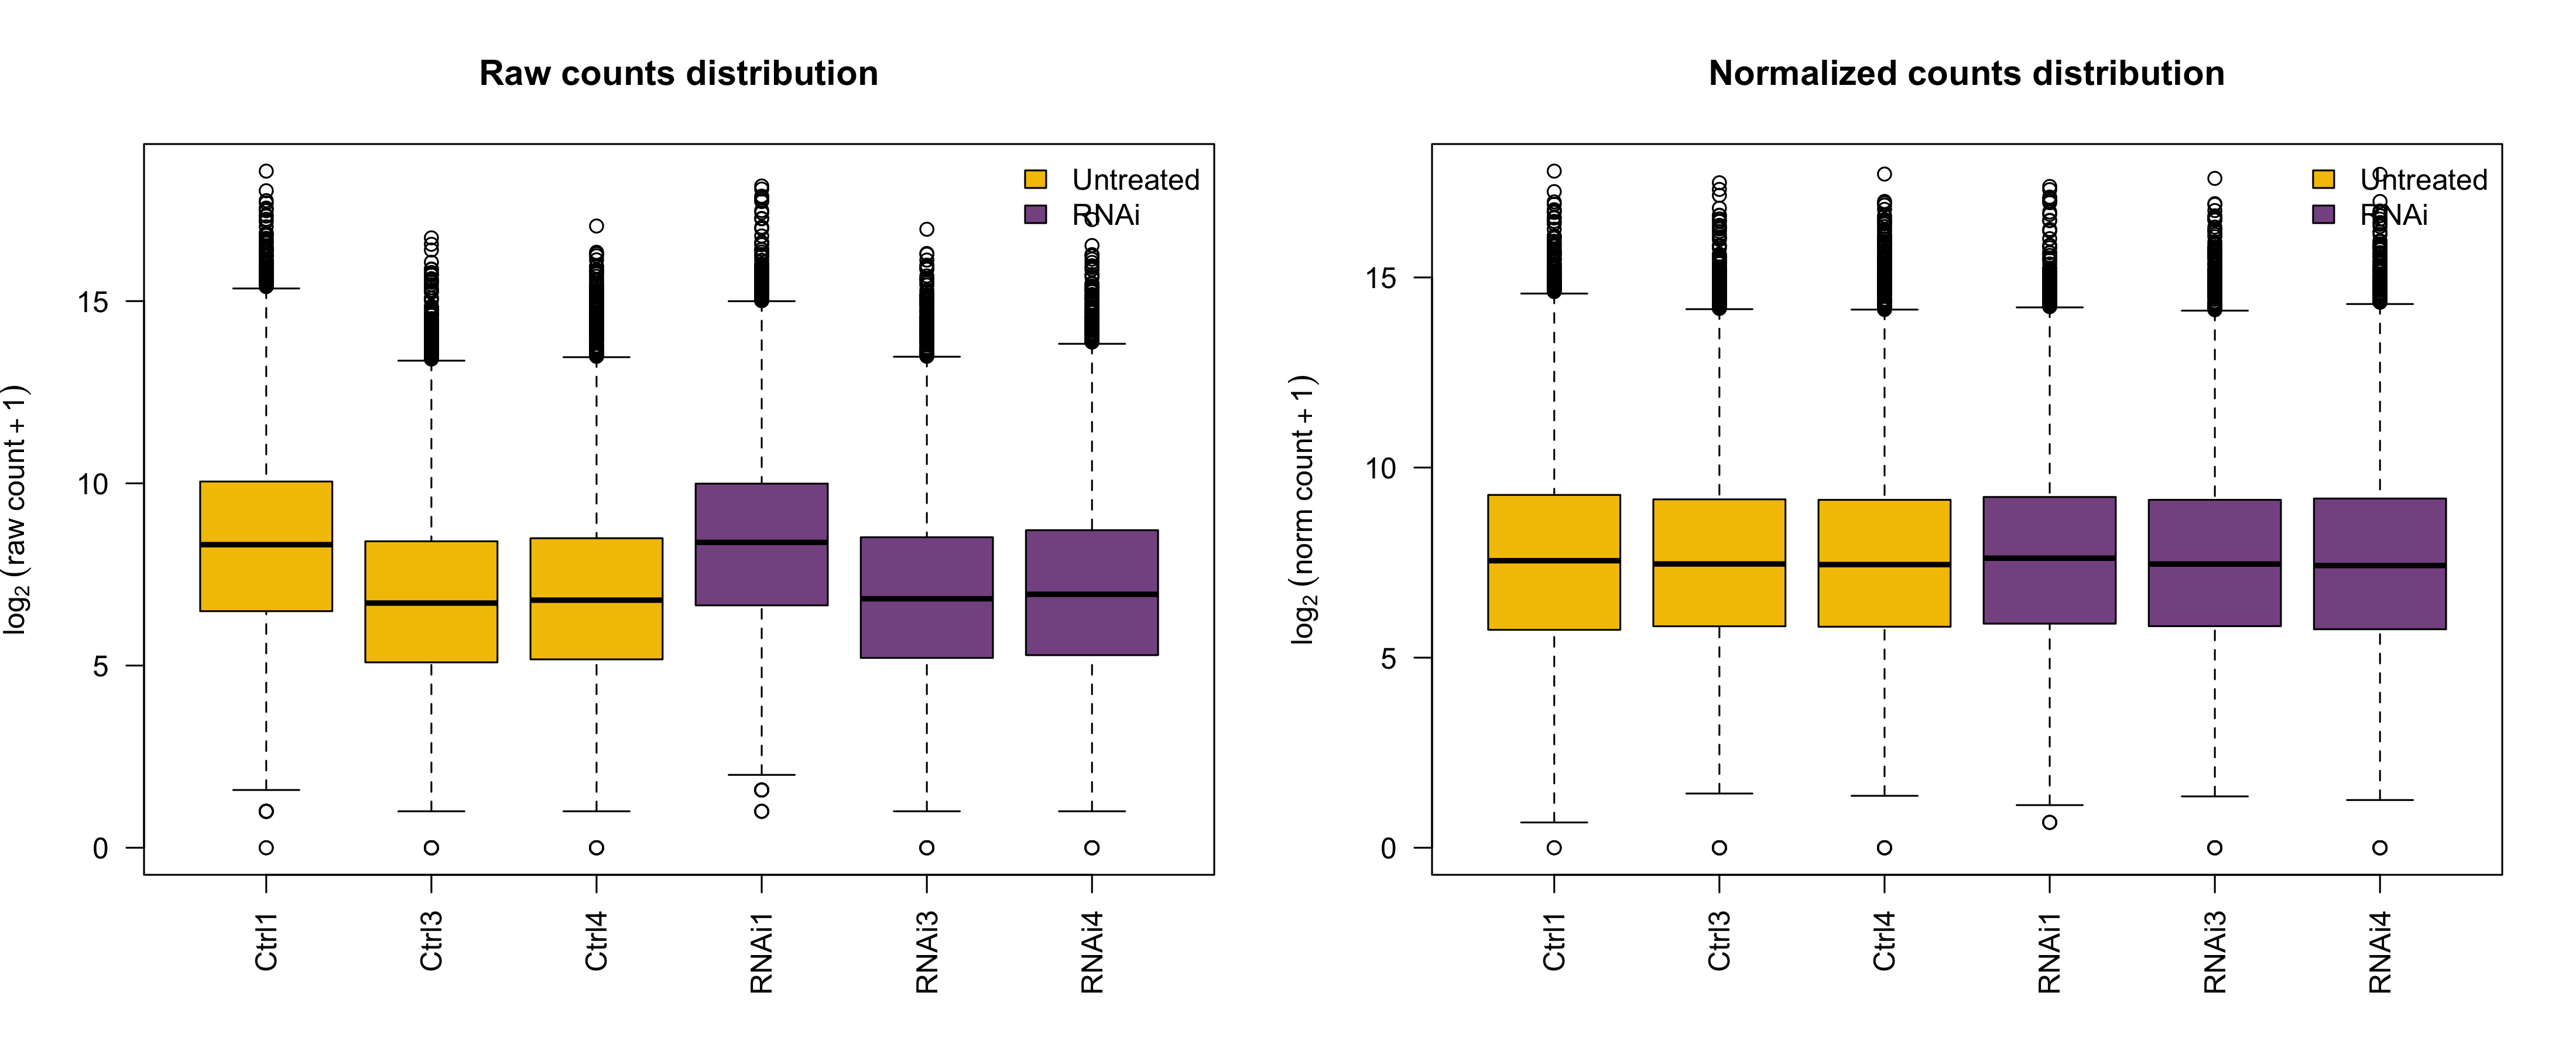 Raw counts distribution
Untreated
RNAi
log₂ (raw count + 1)
15
10
5
0
Ctrl1
Ctrl3
Ctrl4
RNAi1
RNAi3
RNAi4
Normalized counts distribution
Untreated
RNAi
log₂ (norm count + 1)
15
10
5
0
Ctrl1
Ctrl3
Ctrl4
RNAi1
RNAi3
RNAi4